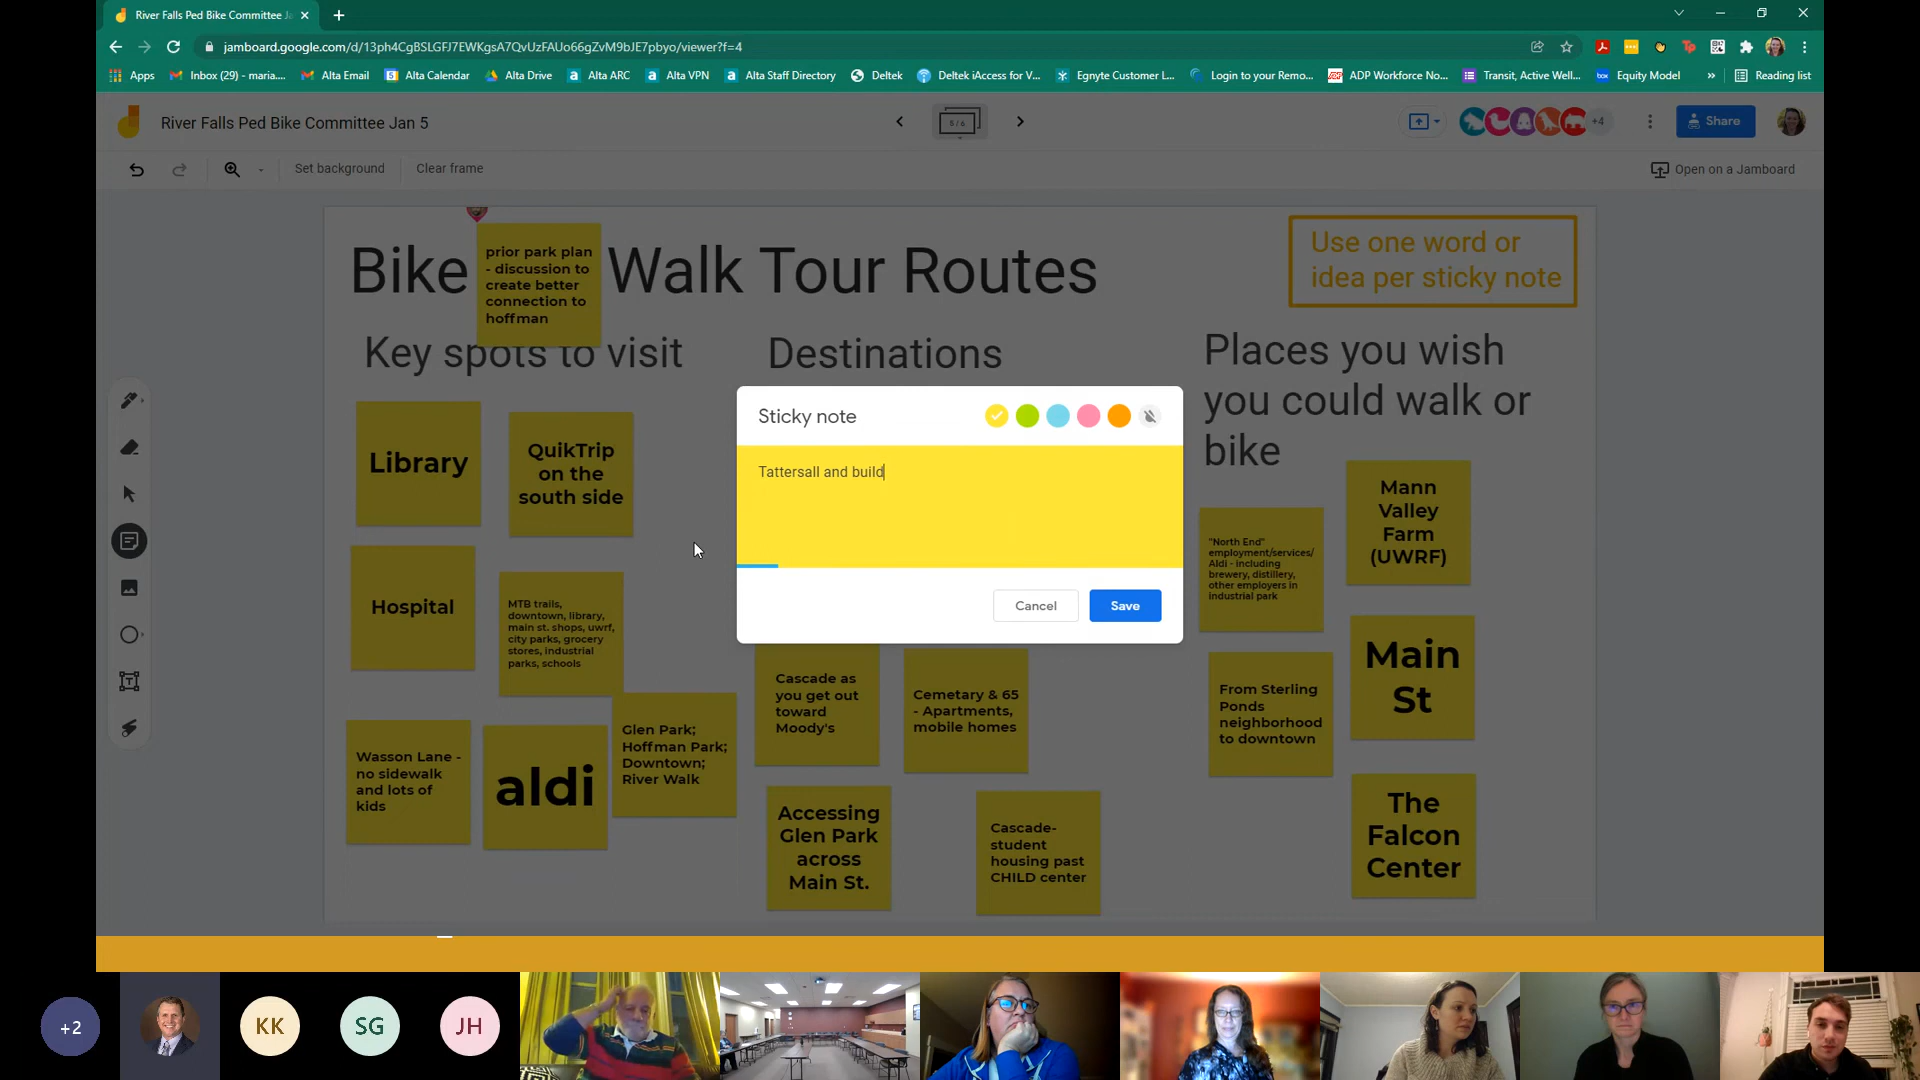 River Falls Ped Bike Committee Ja
jamboard.google.com/d/13ph4CgBSLGFJ7EWKgsA7QvUzFAUo66gZvM9bJE7pbyo/viewer?f=4
Apps
Inbox (29) - maria....
Alta Email
Alta Calendar
Alta Drive
Alta ARC
Alta VPN
Alta Staff Directory
Deltek
Deltek iAccess for V...
Egnyte Customer L...
Login to your Remo...
ADP Workforce No...
Transit, Active Well...
Equity Model
»
Reading list
River Falls Ped Bike Committee Jan 5
5 / 6
+4
Share
Set background
Clear frame
Open on a Jamboard
Bike
Walk Tour Routes
prior park plan
- discussion to
create better
connection to
hoffman
Use one word or
idea per sticky note
Key spots to visit
Library
QuikTrip
on the
south side
Hospital
MTB trails,
downtown, library,
main st. shops, uwrf,
city parks, grocery
stores, industrial
parks, schools
Wasson Lane -
no sidewalk
and lots of
kids
aldi
Glen Park;
Hoffman Park;
Downtown;
River Walk
Destinations
Sticky note
Tattersall and build
Cancel
Save
Cascade as
you get out
toward
Moody's
Cemetary & 65
- Apartments,
mobile homes
Accessing
Glen Park
across
Main St.
Cascade-
student
housing past
CHILD center
Places you wish
you could walk or
bike
"North End"
employment/services/
Aldi - including
brewery, distillery,
other employers in
industrial park
Mann
Valley
Farm
(UWRF)
From Sterling
Ponds
neighborhood
to downtown
Main
St
The
Falcon
Center
+2
KK
SG
JH